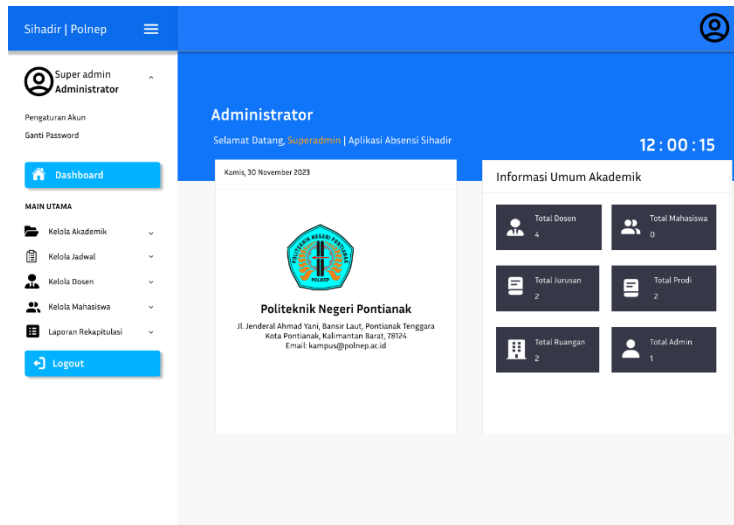 Sihadir | Polnep
Super admin
Administrator
Pengaturan Akun
Ganti Password
Dashboard
MAIN UTAMA
Kelola Akademik
Kelola Jadwal
Kelola Dosen
Kelola Mahasiswa
Laporan Rekapitulasi
Logout
Administrator
Selamat Datang, Superadmin | Aplikasi Absensi Sihadir
12 : 00 : 15
Kamis, 30 November 2023
POLITEKNIK NEGERI PONTIANAK
POLNEP
Politeknik Negeri Pontianak
Jl. Jenderal Ahmad Yani, Bansir Laut, Pontianak Tenggara
Kota Pontianak, Kalimantan Barat, 78124
Email: kampus@polnep.ac.id
Informasi Umum Akademik
Total Dosen
4
Total Mahasiswa
0
Total Jurusan
2
Total Prodi
2
Total Ruangan
2
Total Admin
1